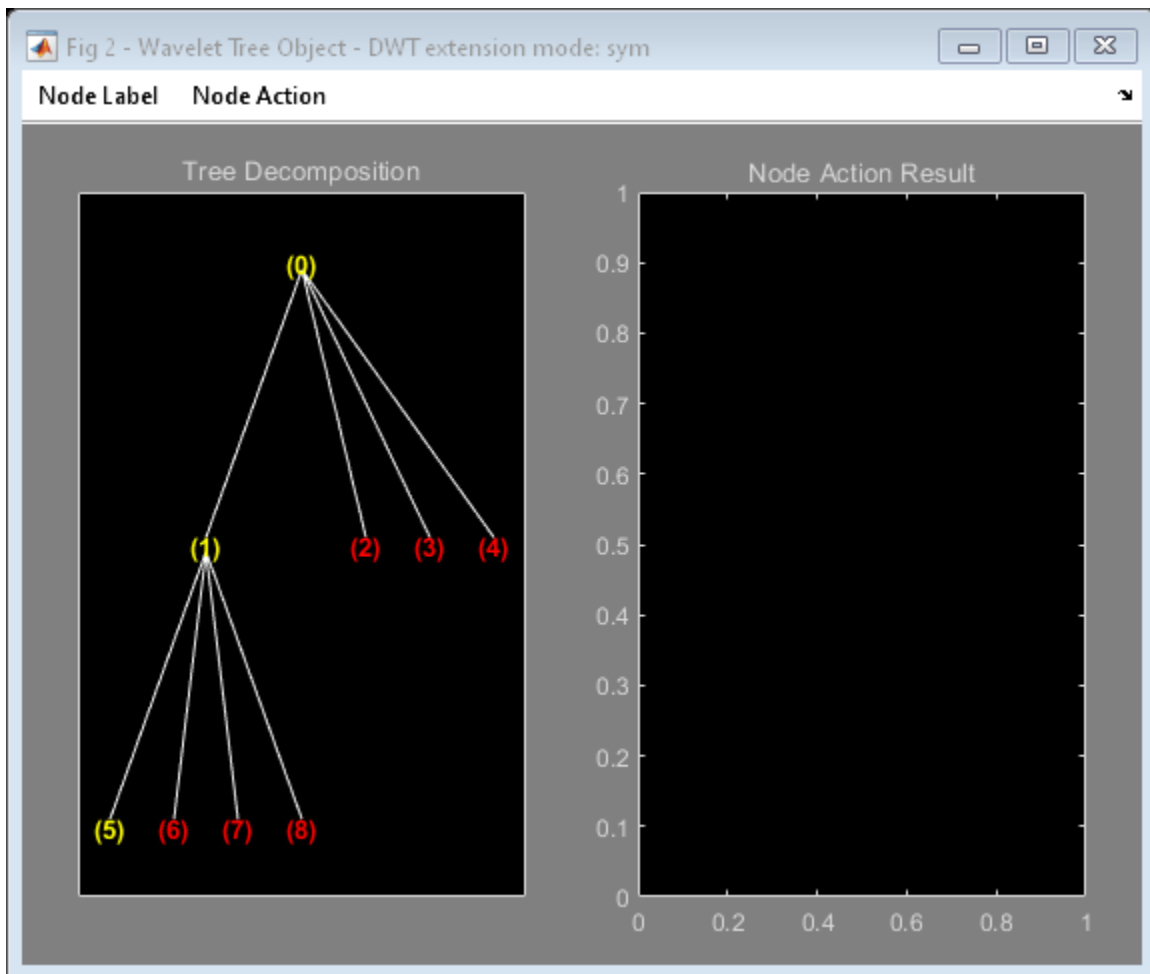 Fig 2 - Wavelet Tree Object - DWT extension mode: sym
Node Label Node Action
Tree Decomposition
(0)
(1) (2) (3) (4)
(5) (6) (7) (8)
Node Action Result
1
0.9
0.8
0.7
0.6
0.5
0.4
0.3
0.2
0.1
0
0 0.2 0.4 0.6 0.8 1